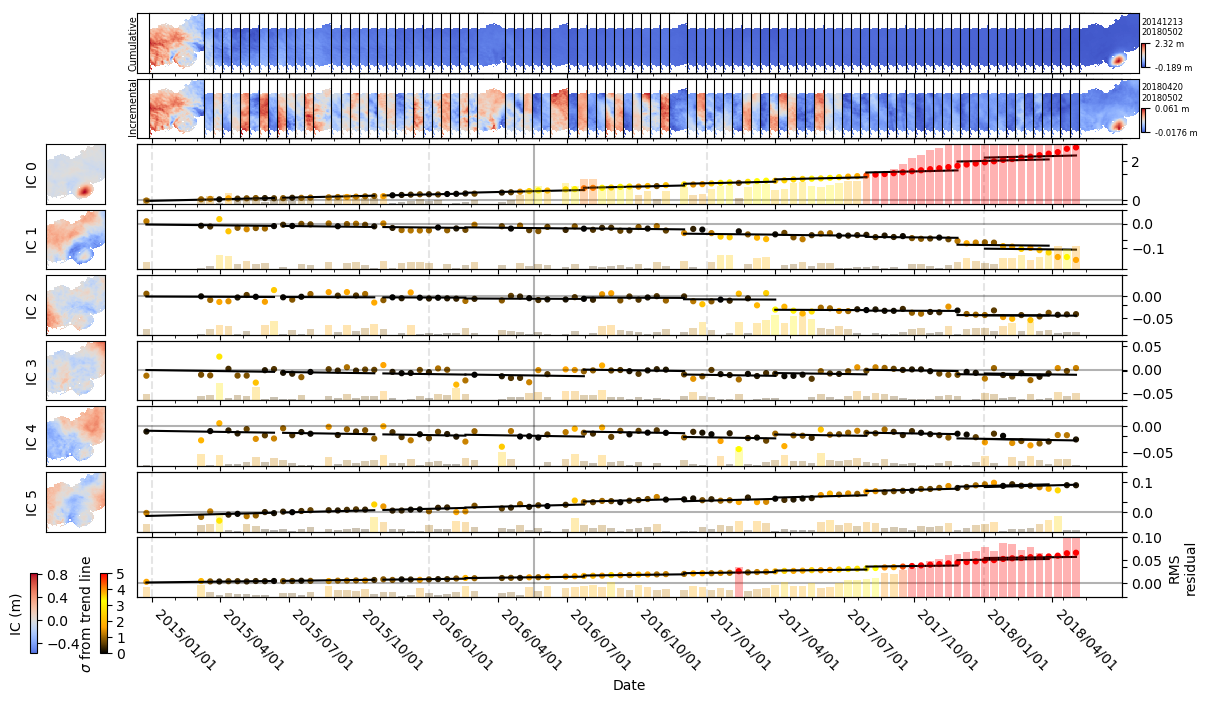 Cumulative
20141213
20180502
2.32 m
-0.189 m
Incremental
20180420
20180502
0.061 m
-0.0176 m
IC 0
2
0
IC 1
0.0
−0.1
IC 2
0.00
−0.05
IC 3
0.05
0.00
−0.05
IC 4
0.00
−0.05
IC 5
0.1
0.0
0.10
0.05
0.00
RMS
residual
IC (m)
0.8
0.4
0.0
−0.4
σ from trend line
5
4
3
2
1
0
2015/01/01
2015/04/01
2015/07/01
2015/10/01
2016/01/01
2016/04/01
2016/07/01
2016/10/01
2017/01/01
2017/04/01
2017/07/01
2017/10/01
2018/01/01
2018/04/01
Date